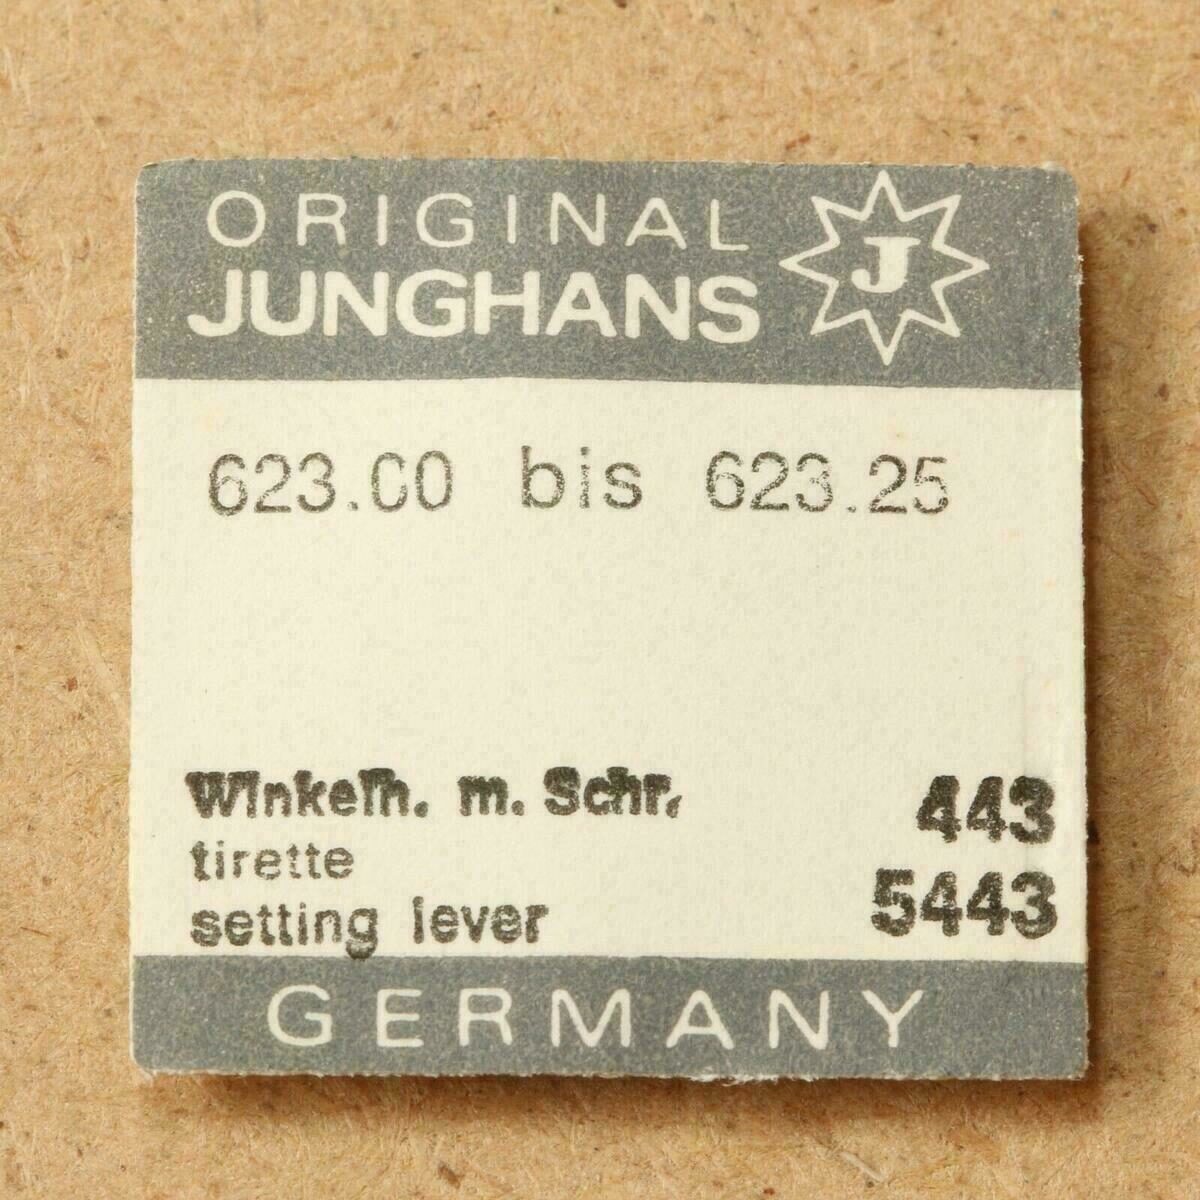 ORIGINAL
JUNGHANS
J
623.00 bis 623.25
Winkelh. m. Schr.
443
tirette
setting lever
5443
GERMANY